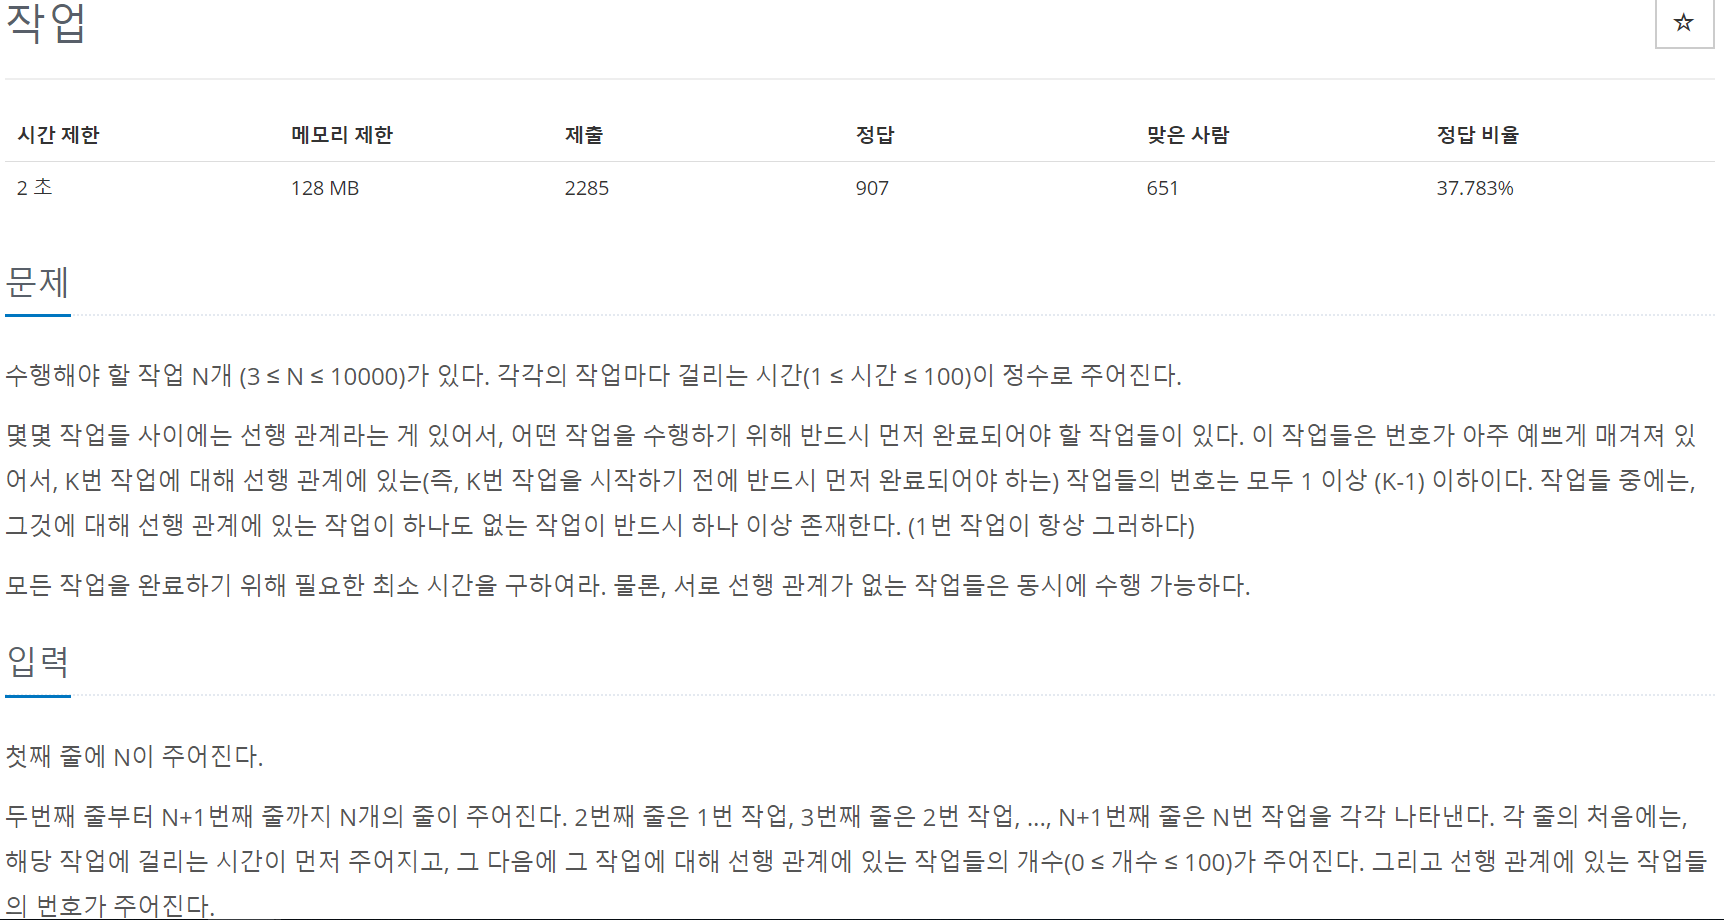 작업
☆
시간 제한 메모리 제한 제출 정답 맞은 사람 정답 비율
2 초 128 MB 2285 907 651 37.783%
문제
수행해야 할 작업 N개 (3 ≤ N ≤ 10000)가 있다. 각각의 작업마다 걸리는 시간(1 ≤ 시간 ≤ 100)이 정수로 주어진다.
몇몇 작업들 사이에는 선행 관계라는 게 있어서, 어떤 작업을 수행하기 위해 반드시 먼저 완료되어야 할 작업들이 있다. 이 작업들은 번호가 아주 예쁘게 매겨져 있
어서, K번 작업에 대해 선행 관계에 있는(즉, K번 작업을 시작하기 전에 반드시 먼저 완료되어야 하는) 작업들의 번호는 모두 1 이상 (K-1) 이하이다. 작업들 중에는,
그것에 대해 선행 관계에 있는 작업이 하나도 없는 작업이 반드시 하나 이상 존재한다. (1번 작업이 항상 그러하다)
모든 작업을 완료하기 위해 필요한 최소 시간을 구하여라. 물론, 서로 선행 관계가 없는 작업들은 동시에 수행 가능하다.
입력
첫째 줄에 N이 주어진다.
두번째 줄부터 N+1번째 줄까지 N개의 줄이 주어진다. 2번째 줄은 1번 작업, 3번째 줄은 2번 작업, ..., N+1번째 줄은 N번 작업을 각각 나타낸다. 각 줄의 처음에는,
해당 작업에 걸리는 시간이 먼저 주어지고, 그 다음에 그 작업에 대해 선행 관계에 있는 작업들의 개수(0 ≤ 개수 ≤ 100)가 주어진다. 그리고 선행 관계에 있는 작업들
의 번호가 주어진다.